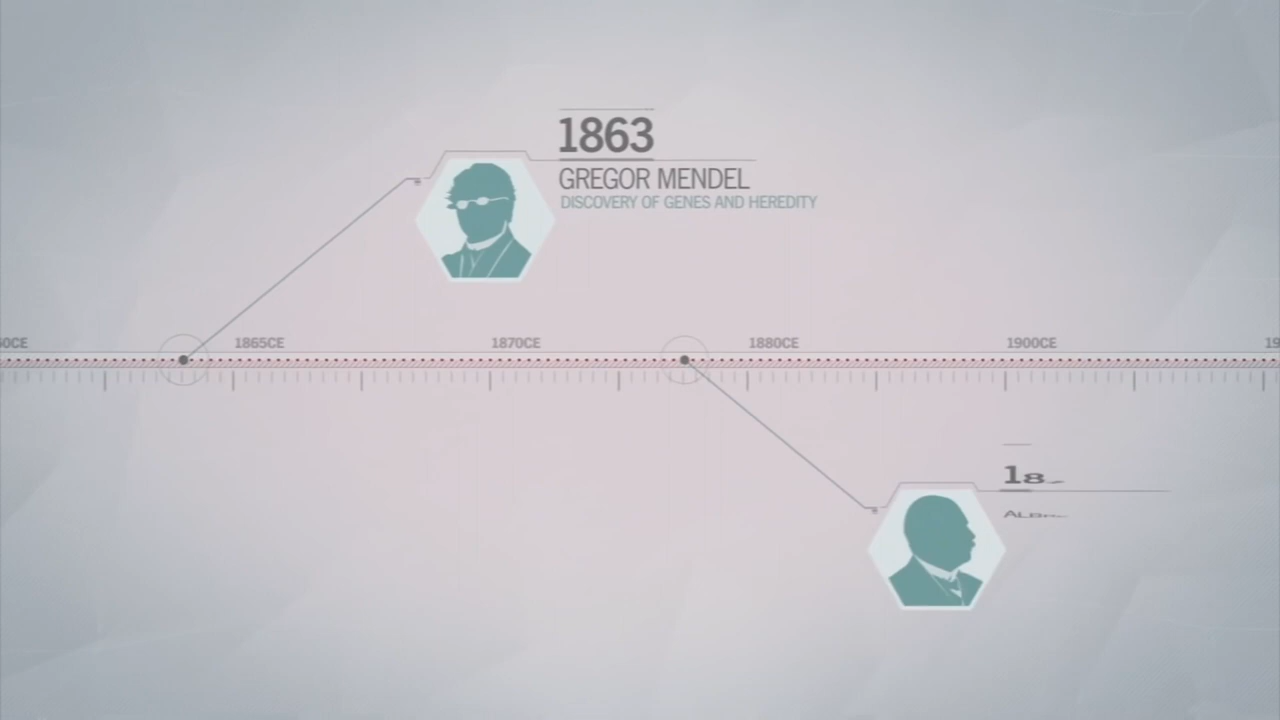 1863
GREGOR MENDEL
DISCOVERY OF GENES AND HEREDITY
1865CE
1870CE
1880CE
1900CE